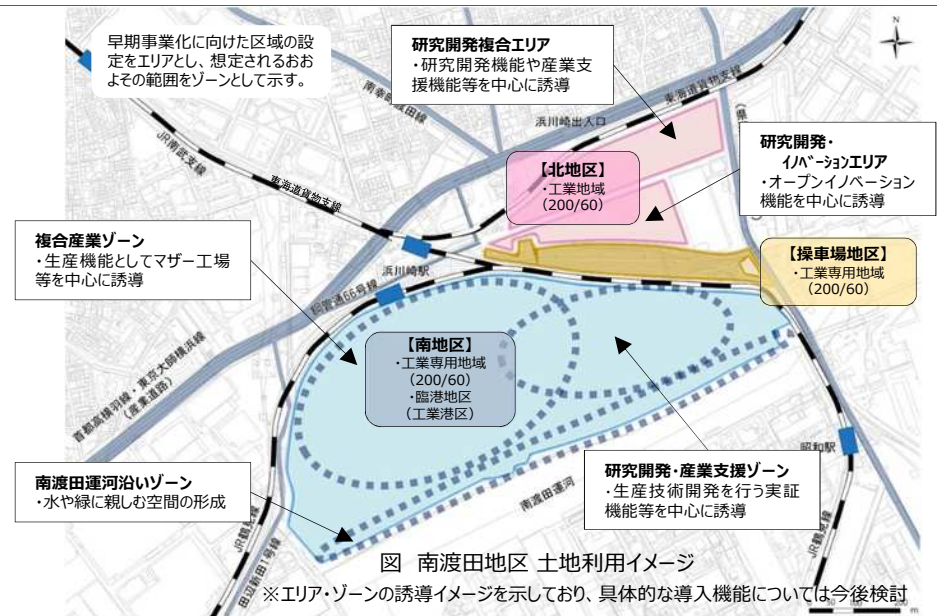 早期事業化に向けた区域の設
定をエリアとし、想定されるおお
よその範囲をゾーンとして示す。
研究開発複合エリア
・研究開発機能や産業支
援機能等を中心に誘導
N
東海道貨物支線
浜川崎出入口
JR南武支線
東海道貨物支線
研究開発・
イノベーションエリア
・オープンイノベーション
機能を中心に誘導
【北地区】
・工業地域
(200/60)
複合産業ゾーン
・生産機能としてマザー工場
等を中心に誘導
浜川崎駅
【操車場地区】
・工業専用地域
(200/60)
【南地区】
・工業専用地域
(200/60)
・臨港地区
(工業港区)
首都高横羽線・東京大師横浜線
(産業道路)
昭和駅
南渡田運河沿いゾーン
・水や緑に親しむ空間の形成
研究開発・産業支援ゾーン
・生産技術開発を行う実証
機能等を中心に誘導
南渡田運河
JR鶴見線
田辺新田1号線
図 南渡田地区 土地利用イメージ
※エリア・ゾーンの誘導イメージを示しており、具体的な導入機能については今後検討